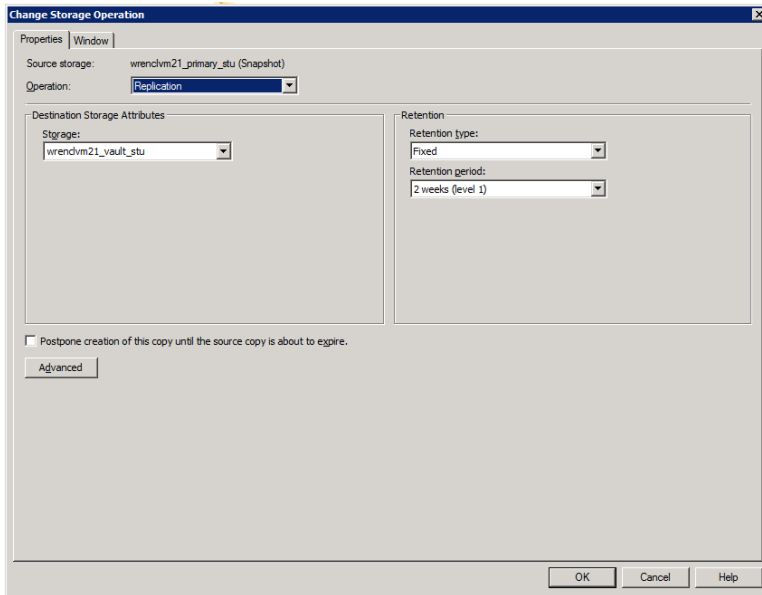 Change Storage Operation
Properties Window
Source storage: wrenclvm21_primary_stu (Snapshot)
Operation: Replication
Destination Storage Attributes
Storage:
wrenclvm21_vault_stu
Retention
Retention type:
Fixed
Retention period:
2 weeks (level 1)
Postpone creation of this copy until the source copy is about to expire.
Advanced
OK Cancel Help